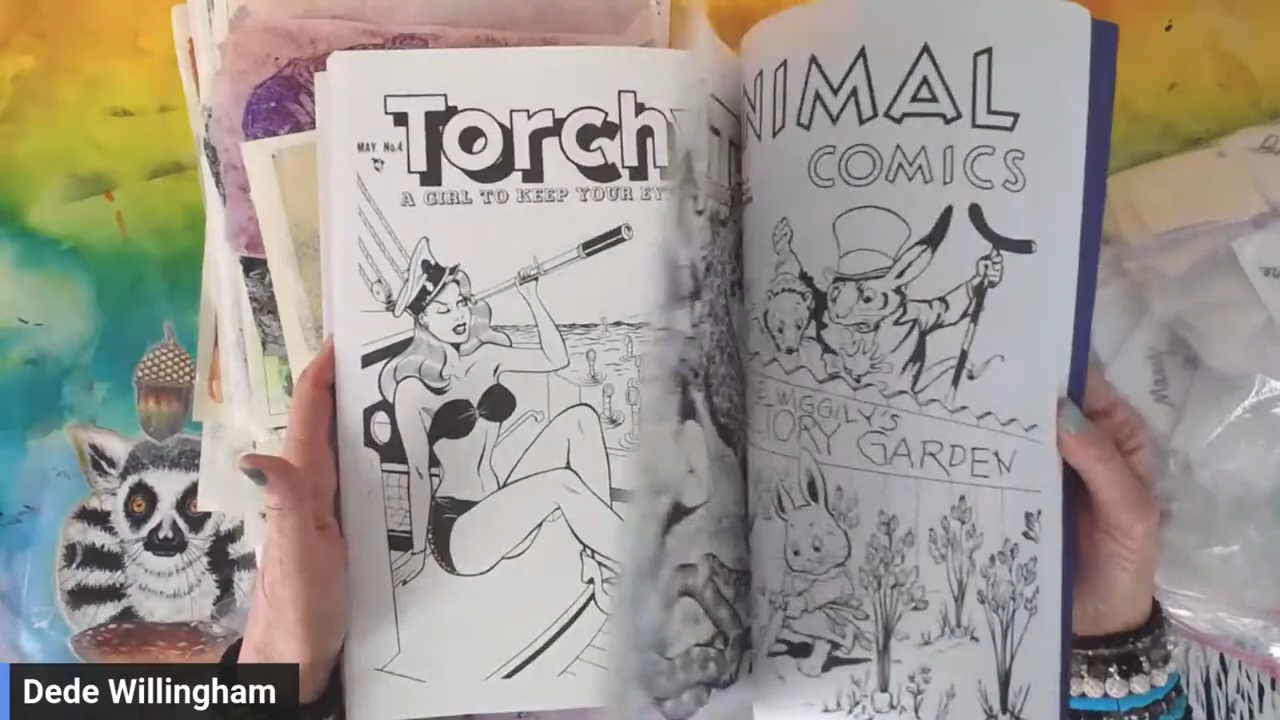 Torch
MAY No.4
A GIRL TO KEEP YOUR EY
NIMAL
COMICS
WIGGILY'S
TORY GARDEN
Dede Willingham